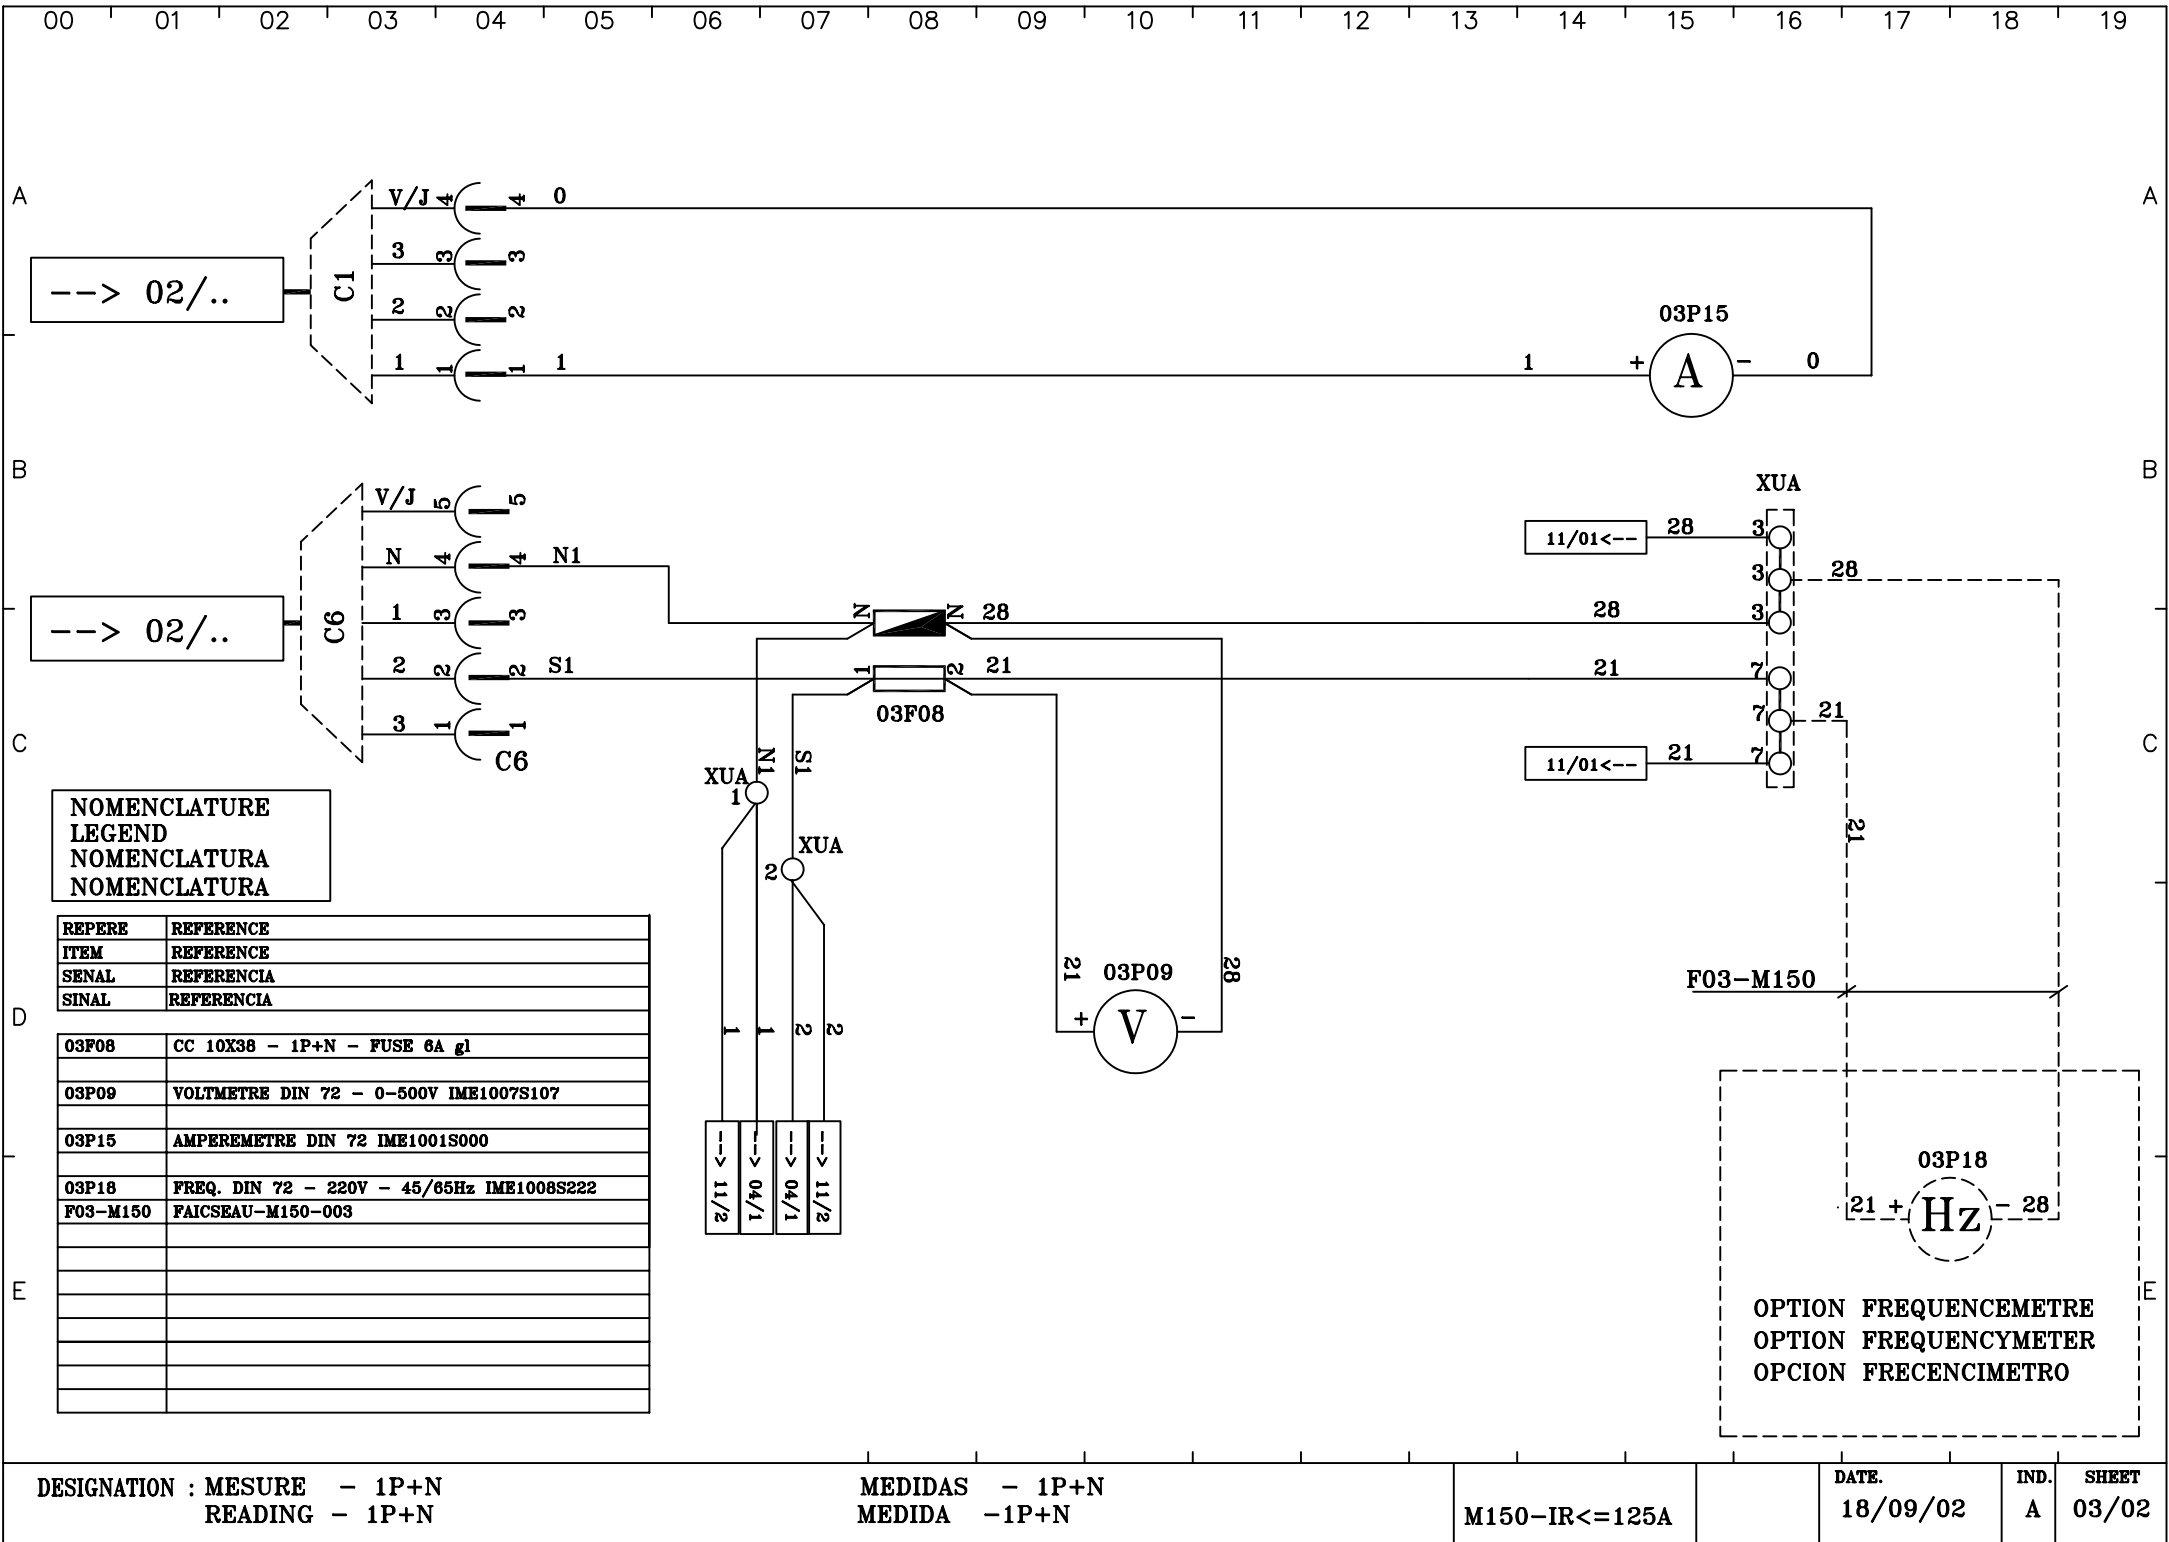 00 01 02 03 04 05 06 07 08 09 10 11 12 13 14 15 16 17 18 19
A V/J 4 4 0 A
3 3 3
--> 02/.. C1
2 2 2
03P15
1 1 1 1 1 + A - 0
B B
XUA
V/J 5 5
11/01<-- 28 3
N 4 4 N1
3 28
1 3 3 N N 28 28 3
--> 02/.. C6
2 2 2 S1 1 2 21 21 7
03F08
7 21
3 1 1
C C
C6
11/01<-- 21 7
N1 S1
XUA
1
XUA
2
21
NOMENCLATURE
LEGEND
NOMENCLATURA
NOMENCLATURA
REPERE REFERENCE
ITEM REFERENCE
SENAL REFERENCIA
SINAL REFERENCIA
21 03P09 28
F03-M150
D
+ V -
1 1 2 2
03F08 CC 10X38 - 1P+N - FUSE 6A gl
03P09 VOLTMETRE DIN 72 - 0-500V IME1007S107
03P15 AMPEREMETRE DIN 72 IME1001S000
03P18 FREQ. DIN 72 - 220V - 45/65Hz IME1008S222
F03-M150 FAICSEAU-M150-003
--> 11/2
--> 04/1
--> 04/1
--> 11/2
03P18
21 + Hz - 28
E E
OPTION FREQUENCEMETRE
OPTION FREQUENCYMETER
OPCION FRECENCIMETRO
DESIGNATION : MESURE - 1P+N
READING - 1P+N
MEDIDAS - 1P+N
MEDIDA -1P+N
M150-IR<=125A
DATE.
18/09/02
IND.
A
SHEET
03/02